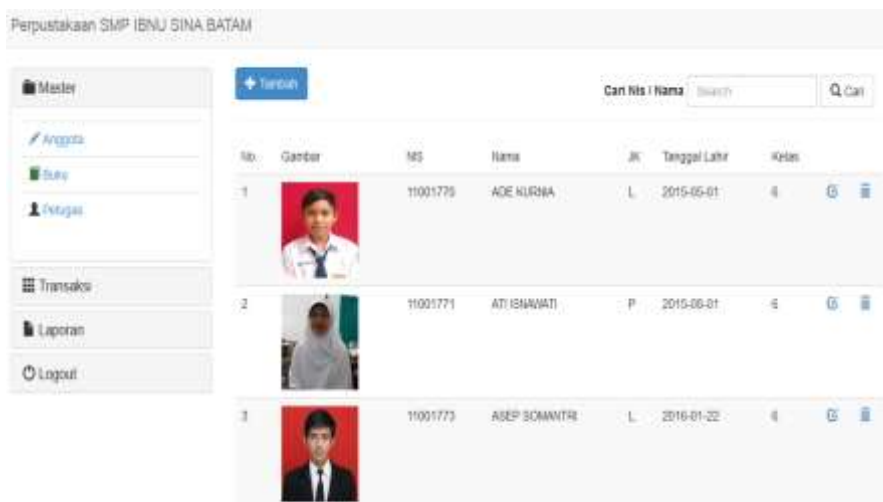 Perpustakaan SMP IBNU SINA BATAM
Master
Anggota
Buku
Petugas
Transaksi
Laporan
Logout
Tambah
Cari Nis / Nama Search Cari
No. Gambar NIS Nama JK Tanggal Lahir Kelas
1 11001770 ADE KURNIA L 2015-05-01 6
2 11001771 ATI ISNAWATI P 2015-06-01 6
3 11001773 ASEP SOMANTRI L 2016-01-22 6